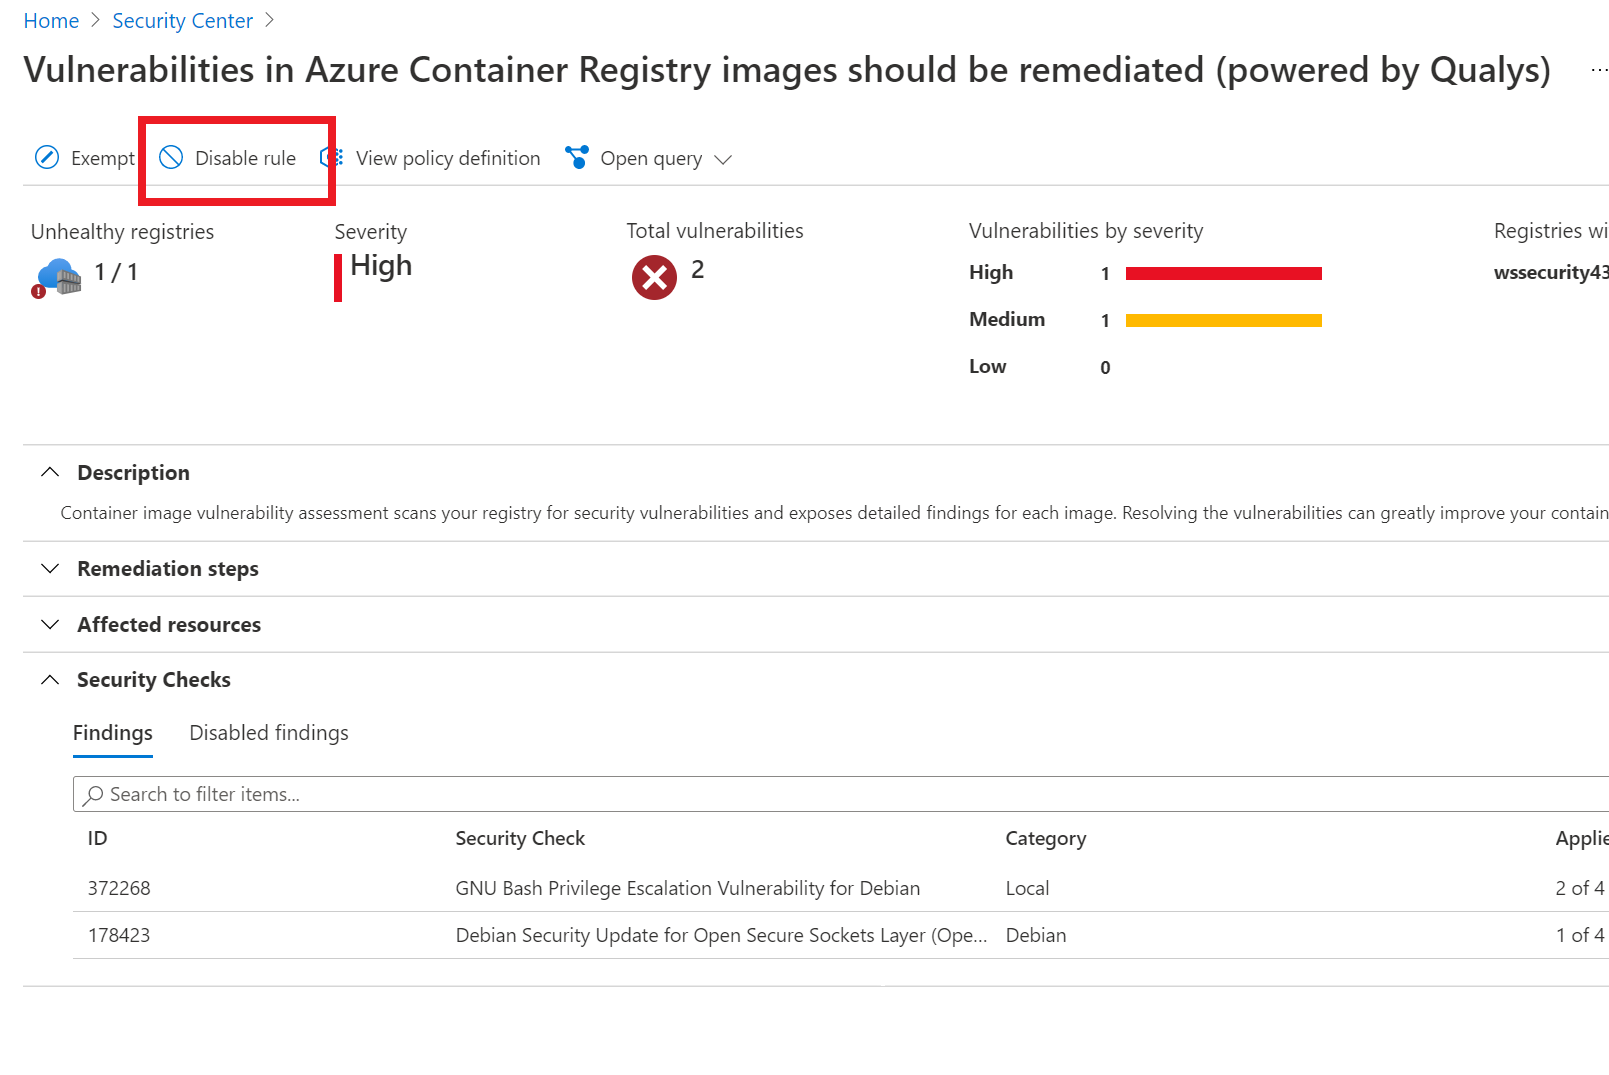 Home > Security Center >
Vulnerabilities in Azure Container Registry images should be remediated (powered by Qualys) ...
Exempt Disable rule View policy definition Open query
Unhealthy registries
1 / 1
Severity
High
Total vulnerabilities
2
Vulnerabilities by severity
High 1
Medium 1
Low 0
Registries wi
wssecurity43
Description
Container image vulnerability assessment scans your registry for security vulnerabilities and exposes detailed findings for each image. Resolving the vulnerabilities can greatly improve your contain
Remediation steps
Affected resources
Security Checks
Findings Disabled findings
Search to filter items...
ID Security Check Category Applie
372268 GNU Bash Privilege Escalation Vulnerability for Debian Local 2 of 4
178423 Debian Security Update for Open Secure Sockets Layer (Ope... Debian 1 of 4